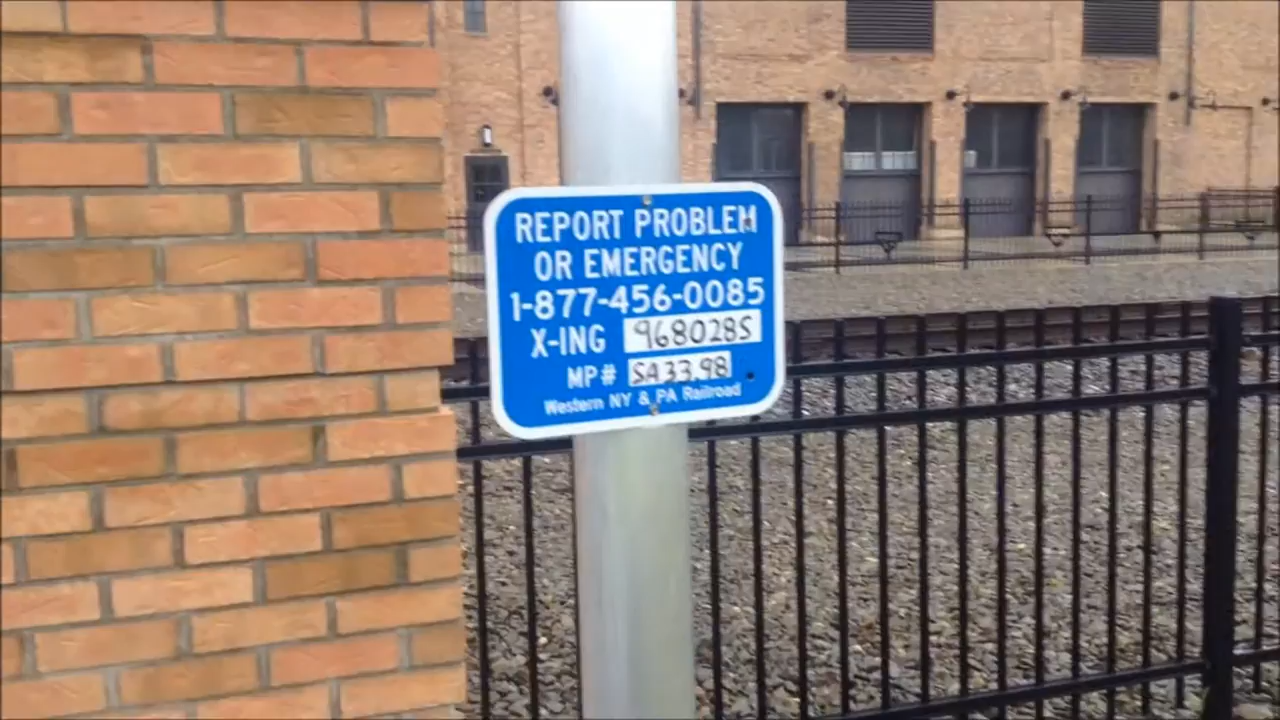 REPORT PROBLEM
OR EMERGENCY
1-877-456-0085
X-ING 968028S
MP# SA33.98
Western NY & PA Railroad